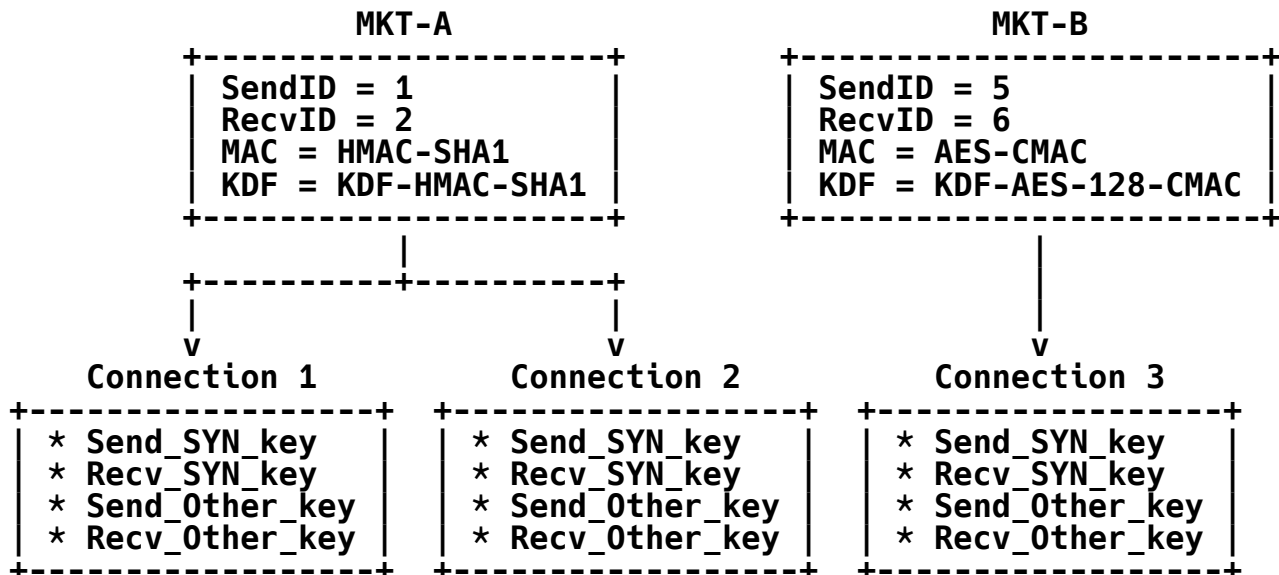 MKT-A                            MKT-B
         +---------------------+       +------------------------+
         | SendID = 1          |       | SendID = 5             |
         | RecvID = 2          |       | RecvID = 6             |
         | MAC = HMAC-SHA1     |       | MAC = AES-CMAC         |
         | KDF = KDF-HMAC-SHA1 |       | KDF = KDF-AES-128-CMAC |
         +---------------------+       +------------------------+
                    |                                |
         +----------+----------+                     |
         |                     |                     |
         v                     v                     v
    Connection 1          Connection 2          Connection 3
+------------------+  +------------------+  +------------------+
| * Send_SYN_key   |  | * Send_SYN_key   |  | * Send_SYN_key   |
| * Recv_SYN_key   |  | * Recv_SYN_key   |  | * Recv_SYN_key   |
| * Send_Other_key |  | * Send_Other_key |  | * Send_Other_key |
| * Recv_Other_key |  | * Recv_Other_key |  | * Recv_Other_key |
+------------------+  +------------------+  +------------------+